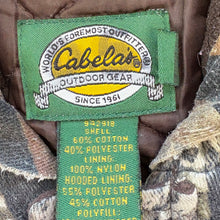 WORLD'S FOREMOST OUTFITTER
Cabela's
OUTDOOR GEAR
SINCE 1961
942918
SHELL
60% COTTON
40% POLYESTER
LINING
100% NYLON
HOODED LINING
55% POLYESTER
45% COTTON
POLYFILL